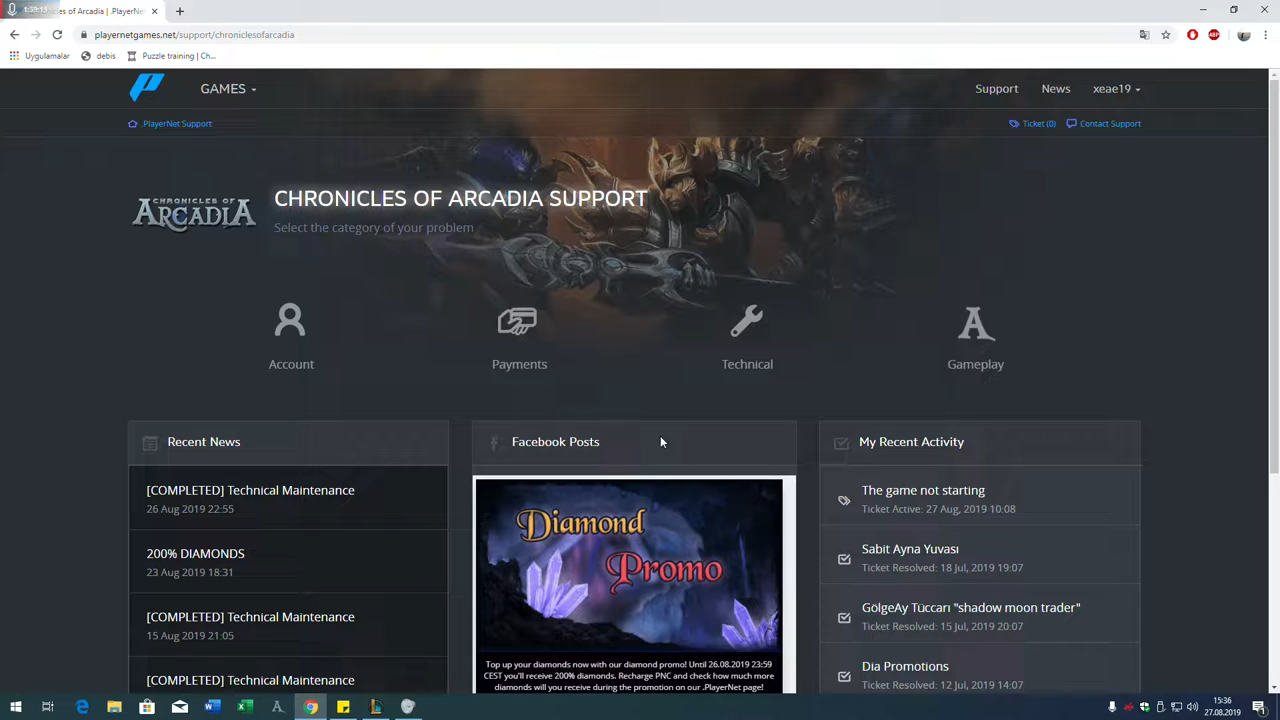 1:39:13
es of Arcadia | .PlayerNe
playernetgames.net/support/chroniclesofarcadia
Uygulamalar
debis
Puzzle training | Ch...
GAMES
Support
News
xeae19
PlayerNet Support
Ticket (0)
Contact Support
CHRONICLES OF
ARCADIA
CHRONICLES OF ARCADIA SUPPORT
Select the category of your problem
Account
Payments
Technical
Gameplay
Recent News
[COMPLETED] Technical Maintenance
26 Aug 2019 22:55
200% DIAMONDS
23 Aug 2019 18:31
[COMPLETED] Technical Maintenance
15 Aug 2019 21:05
[COMPLETED] Technical Maintenance
Facebook Posts
Diamond
Promo
Top up your diamonds now with our diamond promo! Until 26.08.2019 23:59
CEST you'll receive 200% diamonds. Recharge PNC and check how much more
diamonds will you receive during the promotion on our .PlayerNet page!
My Recent Activity
The game not starting
Ticket Active: 27 Aug, 2019 10:08
Sabit Ayna Yuvası
Ticket Resolved: 18 Jul, 2019 19:07
GölgeAy Tüccarı "shadow moon trader"
Ticket Resolved: 15 Jul, 2019 20:07
Dia Promotions
Ticket Resolved: 12 Jul, 2019 14:07
15:36
27.08.2019